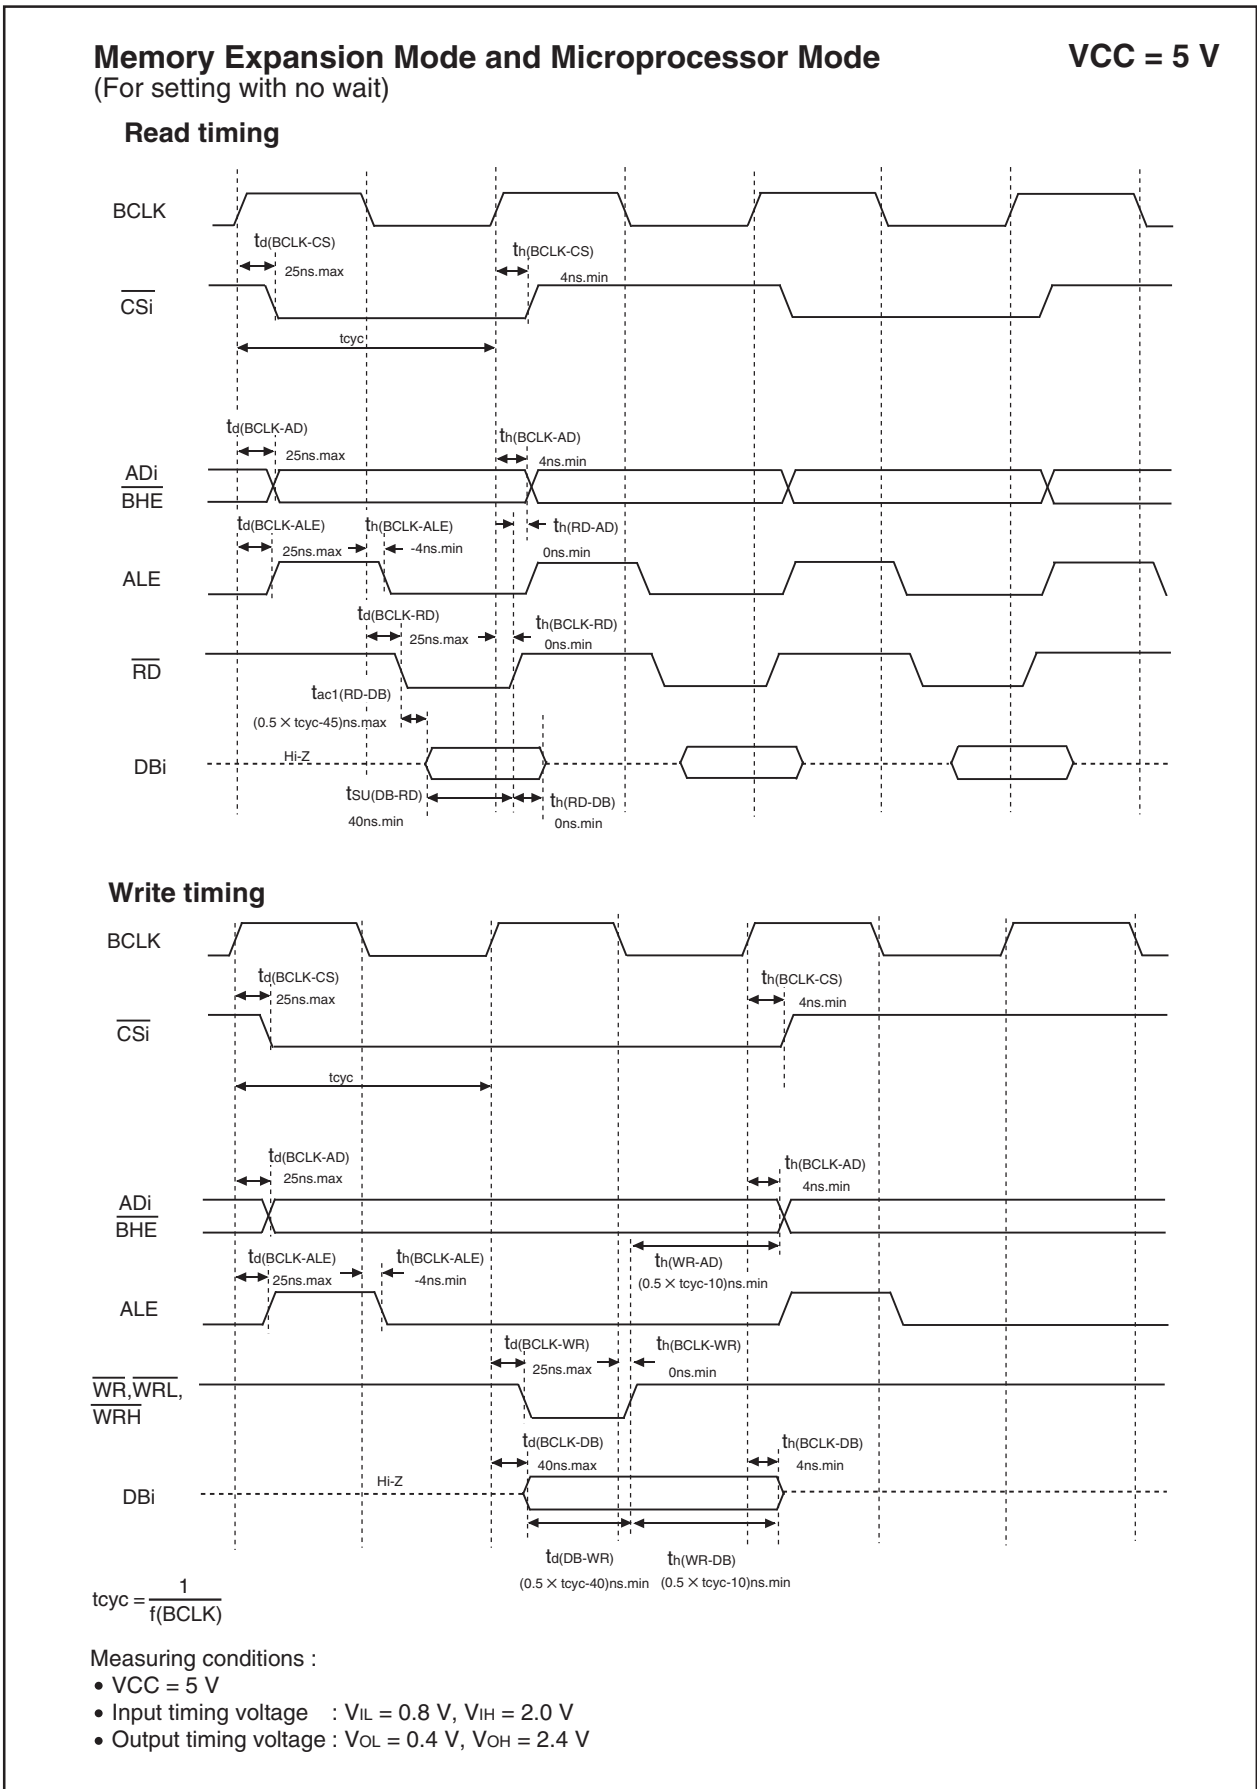 Memory Expansion Mode and Microprocessor Mode VCC = 5 V
(For setting with no wait)
Read timing
BCLK
td(BCLK-CS)
25ns.max
th(BCLK-CS)
4ns.min
CSi
tcyc
td(BCLK-AD)
25ns.max
th(BCLK-AD)
4ns.min
ADi
BHE
td(BCLK-ALE)
25ns.max
th(BCLK-ALE)
-4ns.min
th(RD-AD)
0ns.min
ALE
td(BCLK-RD)
25ns.max
th(BCLK-RD)
0ns.min
RD
tac1(RD-DB)
(0.5 × tcyc-45)ns.max
DBi
Hi-Z
tSU(DB-RD)
40ns.min
th(RD-DB)
0ns.min
Write timing
BCLK
td(BCLK-CS)
25ns.max
th(BCLK-CS)
4ns.min
CSi
tcyc
td(BCLK-AD)
25ns.max
th(BCLK-AD)
4ns.min
ADi
BHE
td(BCLK-ALE)
25ns.max
th(BCLK-ALE)
-4ns.min
th(WR-AD)
(0.5 × tcyc-10)ns.min
ALE
td(BCLK-WR)
25ns.max
th(BCLK-WR)
0ns.min
WR,WRL,
WRH
td(BCLK-DB)
40ns.max
th(BCLK-DB)
4ns.min
Hi-Z
DBi
td(DB-WR)
(0.5 × tcyc-40)ns.min
th(WR-DB)
(0.5 × tcyc-10)ns.min
tcyc = 1
f(BCLK)
Measuring conditions :
• VCC = 5 V
• Input timing voltage : VIL = 0.8 V, VIH = 2.0 V
• Output timing voltage : VOL = 0.4 V, VOH = 2.4 V